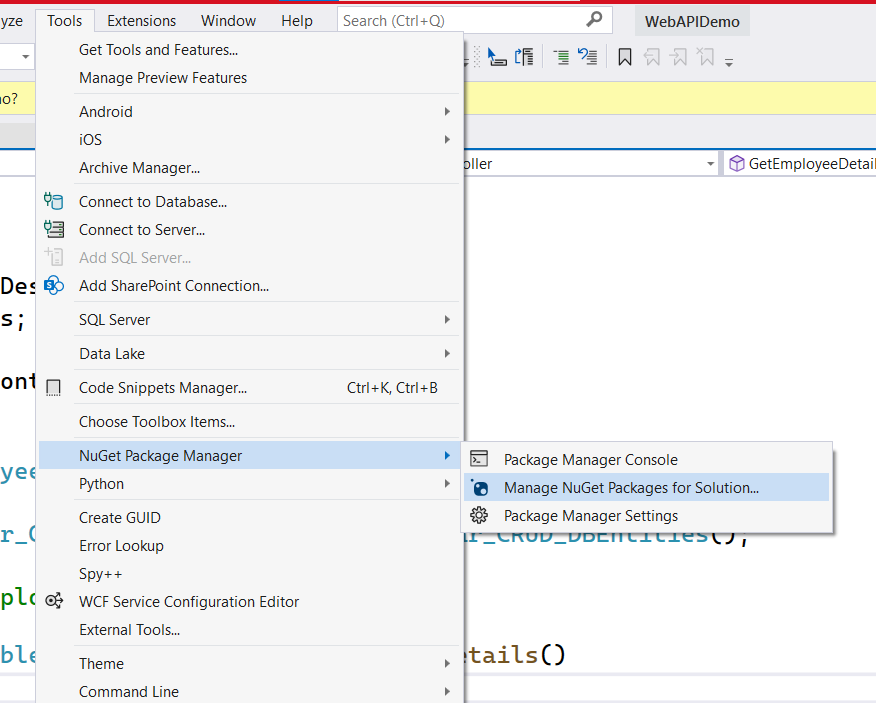 yze Tools Extensions Window Help Search (Ctrl+Q) WebAPIDemo
Get Tools and Features...
Manage Preview Features
no?
Android
iOS
Archive Manager...
oller GetEmployeeDetail
Connect to Database...
Connect to Server...
Add SQL Server...
Add SharePoint Connection...
Des
s;
SQL Server
Data Lake
ont
Code Snippets Manager... Ctrl+K, Ctrl+B
Choose Toolbox Items...
NuGet Package Manager
Package Manager Console
yee
Python
Manage NuGet Packages for Solution...
Package Manager Settings
Create GUID
r_C r_CRUD_DBEntities();
Error Lookup
Spy++
plo
WCF Service Configuration Editor
External Tools...
ble etails()
Theme
Command Line